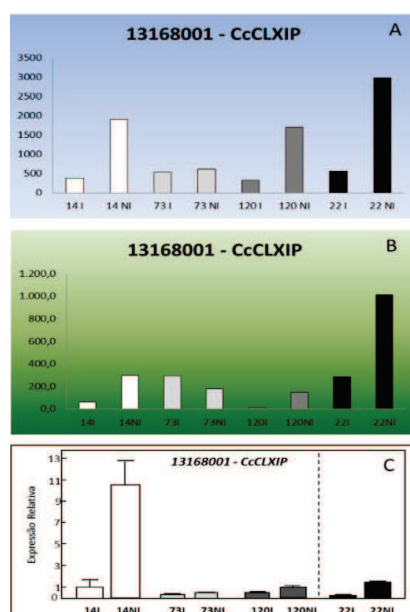 A
13168001 - CcCLXIP
3500
3000
2500
2000
1500
1000
500
0
14 I 14 NI 73 I 73 NI 120 I 120 NI 22 I 22 NI
B
13168001 - CcCLXIP
1.200,0
1.000,0
800,0
600,0
400,0
200,0
0,0
14I 14NI 73I 73NI 120I 120NI 22I 22NI
C
13168001 - CcCLXIP
Expressão Relativa
13
11
9
7
5
3
1
0
14I 14NI 73I 73NI 120I 120NI 22I 22NI